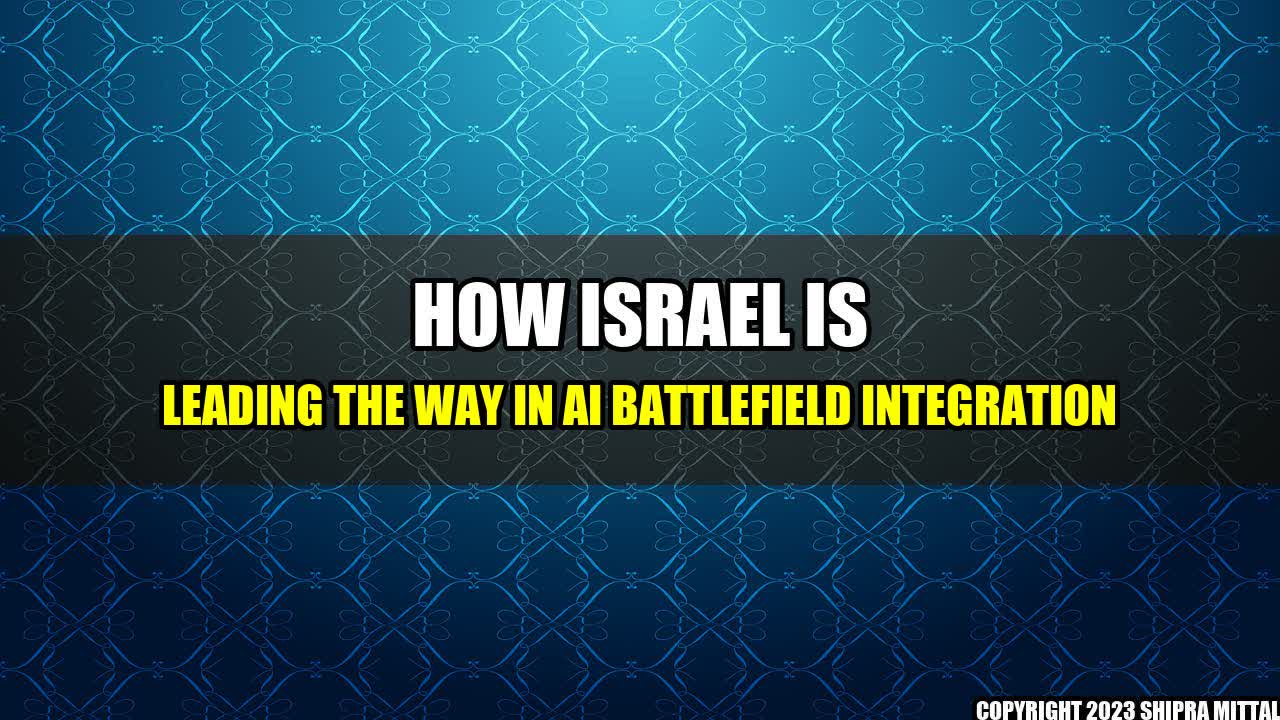 HOW ISRAEL IS
LEADING THE WAY IN AI BATTLEFIELD INTEGRATION
COPYRIGHT 2023 SHIPRA MITTAL